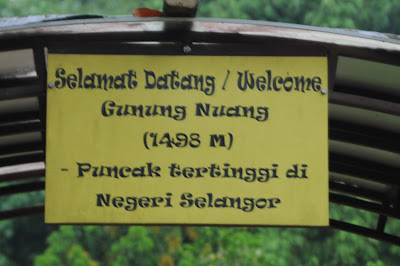 Selamat Datang / Welcome
Gunung Nuang
(1498 M)
- Puncak tertinggi di
Negeri Selangor